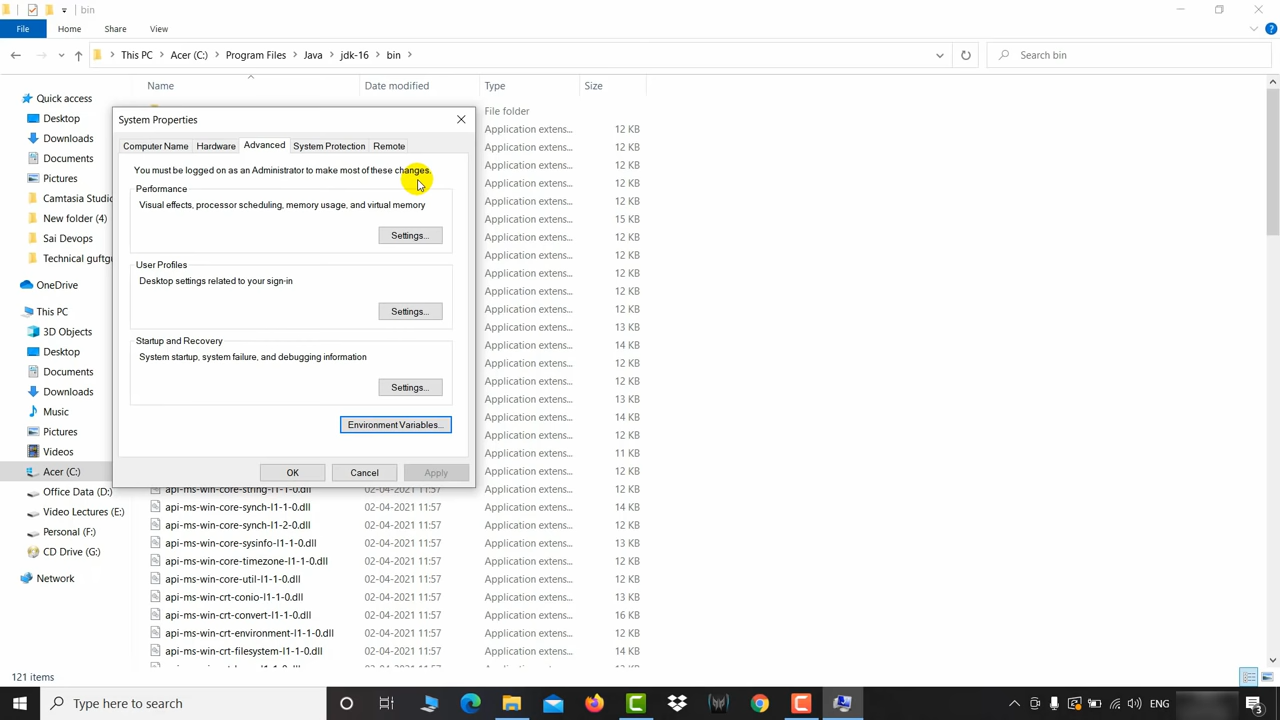 bin
File
Home
Share
View
This PC
Acer (C:)
Program Files
Java
jdk-16
bin
Search bin
Name
Date modified
Type
Size
Quick access
Desktop
Downloads
Documents
Pictures
Camtasia Studio
New folder (4)
Sai Devops
Technical guftg
OneDrive
This PC
3D Objects
Desktop
Documents
Downloads
Music
Pictures
Videos
Acer (C:)
Office Data (D:)
Video Lectures (E:)
Personal (F:)
CD Drive (G:)
Network
System Properties
Computer Name
Hardware
Advanced
System Protection
Remote
You must be logged on as an Administrator to make most of these changes.
Performance
Visual effects, processor scheduling, memory usage, and virtual memory
Settings...
User Profiles
Desktop settings related to your sign-in
Settings...
Startup and Recovery
System startup, system failure, and debugging information
Settings...
Environment Variables...
OK
Cancel
Apply
File folder
Application extens... 12 KB
Application extens... 12 KB
Application extens... 12 KB
Application extens... 12 KB
Application extens... 12 KB
Application extens... 15 KB
Application extens... 12 KB
Application extens... 12 KB
Application extens... 12 KB
Application extens... 12 KB
Application extens... 12 KB
Application extens... 13 KB
Application extens... 14 KB
Application extens... 12 KB
Application extens... 12 KB
Application extens... 13 KB
Application extens... 14 KB
Application extens... 12 KB
Application extens... 11 KB
Application extens... 12 KB
api-ms-win-core-string-l1-1-0.dll 02-04-2021 11:57 Application extens... 12 KB
api-ms-win-core-synch-l1-1-0.dll 02-04-2021 11:57 Application extens... 14 KB
api-ms-win-core-synch-l1-2-0.dll 02-04-2021 11:57 Application extens... 12 KB
api-ms-win-core-sysinfo-l1-1-0.dll 02-04-2021 11:57 Application extens... 13 KB
api-ms-win-core-timezone-l1-1-0.dll 02-04-2021 11:57 Application extens... 12 KB
api-ms-win-core-util-l1-1-0.dll 02-04-2021 11:57 Application extens... 12 KB
api-ms-win-crt-conio-l1-1-0.dll 02-04-2021 11:57 Application extens... 13 KB
api-ms-win-crt-convert-l1-1-0.dll 02-04-2021 11:57 Application extens... 16 KB
api-ms-win-crt-environment-l1-1-0.dll 02-04-2021 11:57 Application extens... 12 KB
api-ms-win-crt-filesystem-l1-1-0.dll 02-04-2021 11:57 Application extens... 14 KB
121 items
Type here to search
ENG
3